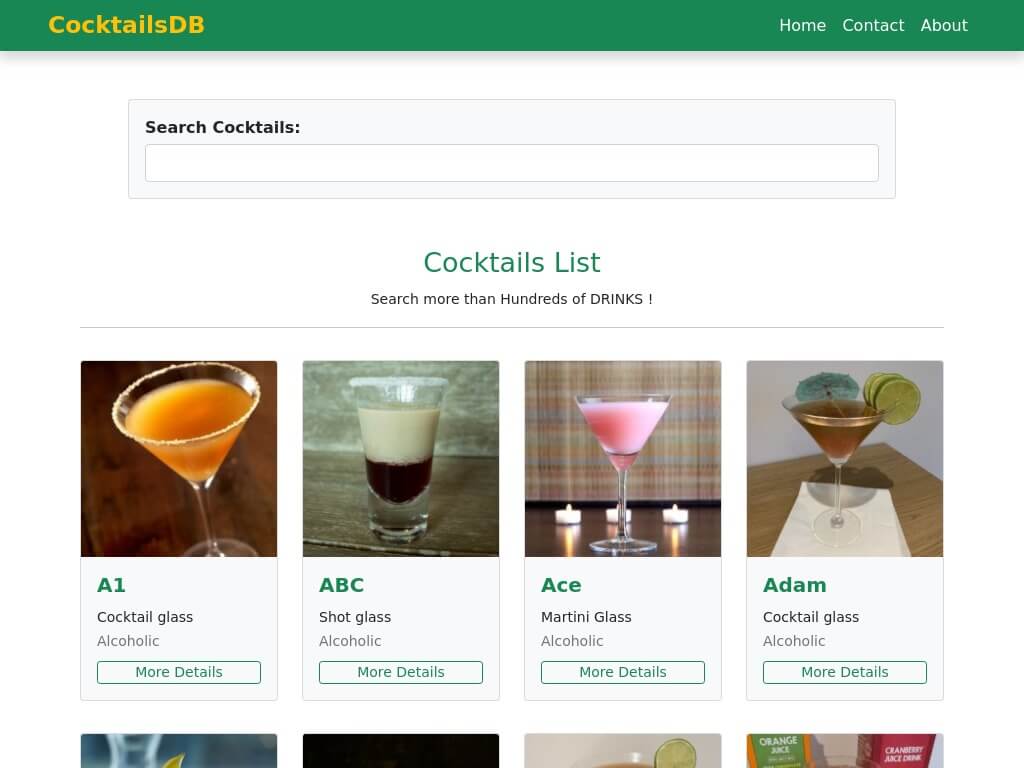 CocktailsDB
Home Contact About
Search Cocktails:
Cocktails List
Search more than Hundreds of DRINKS !
A1
Cocktail glass
Alcoholic
More Details
ABC
Shot glass
Alcoholic
More Details
Ace
Martini Glass
Alcoholic
More Details
Adam
Cocktail glass
Alcoholic
More Details
ORANGE
JUICE
CRANBERRY
JUICE DRINK